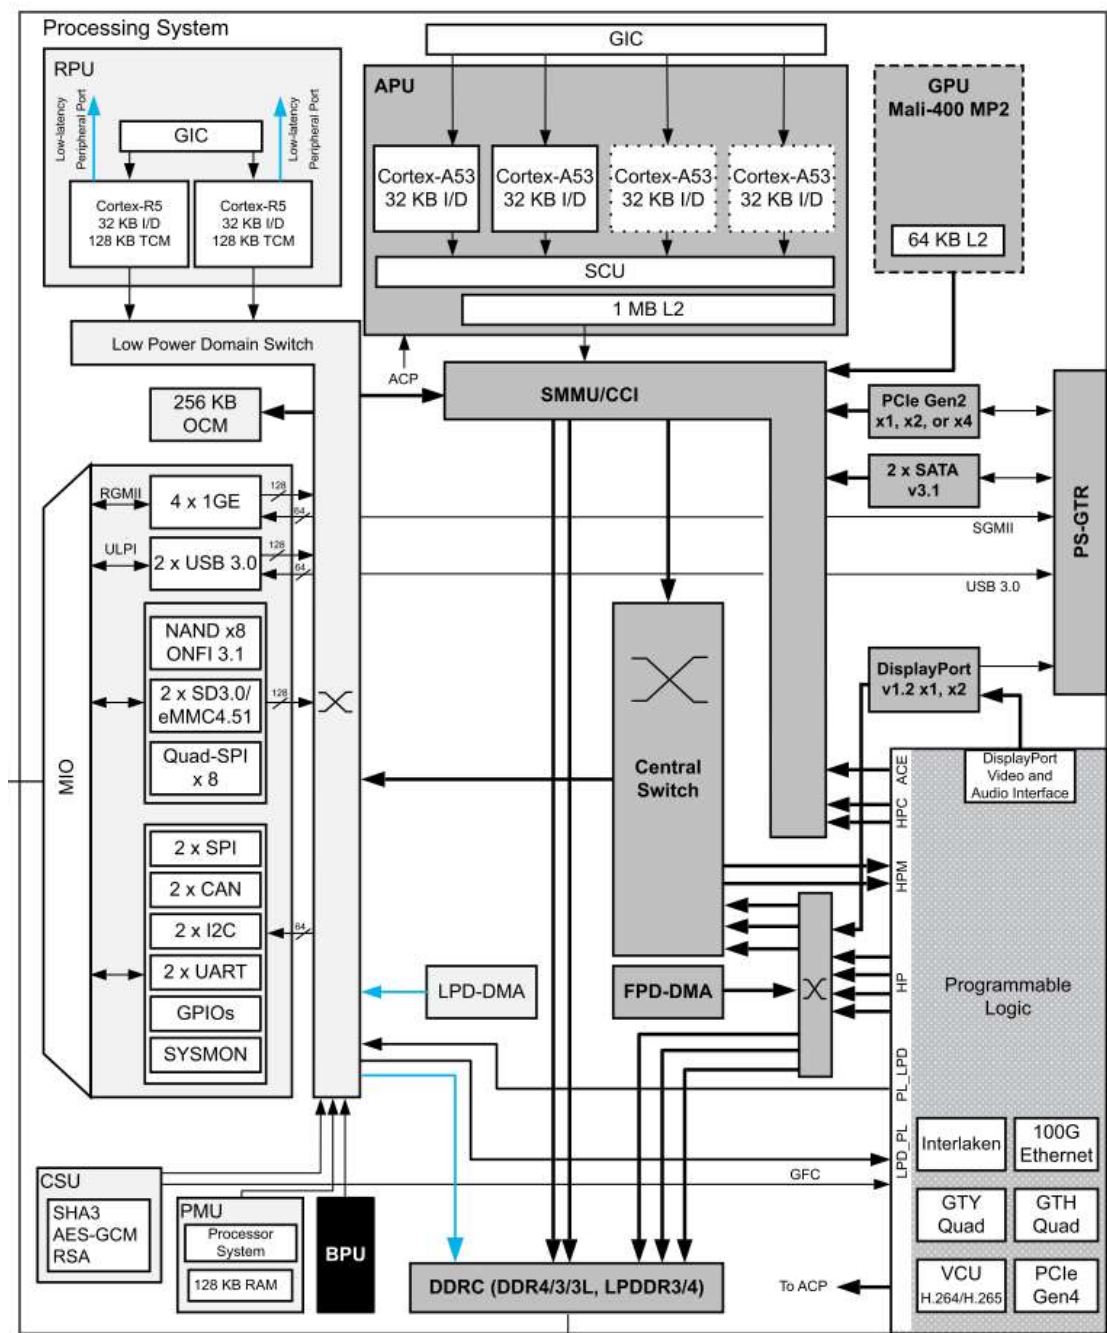 Processing System
RPU
Low-latency
Peripheral Port
GIC
Low-latency
Peripheral Port
Cortex-R5
32 KB I/D
128 KB TCM
Cortex-R5
32 KB I/D
128 KB TCM
GIC
APU
Cortex-A53
32 KB I/D
Cortex-A53
32 KB I/D
Cortex-A53
32 KB I/D
Cortex-A53
32 KB I/D
SCU
1 MB L2
GPU
Mali-400 MP2
64 KB L2
Low Power Domain Switch
ACP
256 KB
OCM
SMMU/CCI
PCIe Gen2
x1, x2, or x4
2 x SATA
v3.1
PS-GTR
SGMII
USB 3.0
RGMII
4 x 1GE
128
64
ULPI
2 x USB 3.0
128
64
NAND x8
ONFI 3.1
2 x SD3.0/
eMMC4.51
128
Quad-SPI
x 8
MIO
2 x SPI
2 x CAN
2 x I2C
64
2 x UART
GPIOs
SYSMON
Central
Switch
DisplayPort
v1.2 x1, x2
DisplayPort
Video and
Audio Interface
ACE
HPC
HPM
HP
PL_LPD
LPD_PL
LPD-DMA
FPD-DMA
Programmable
Logic
Interlaken
100G
Ethernet
GTY
Quad
GTH
Quad
VCU
H.264/H.265
PCIe
Gen4
GFC
CSU
SHA3
AES-GCM
RSA
PMU
Processor
System
128 KB RAM
BPU
DDRC (DDR4/3/3L, LPDDR3/4)
To ACP